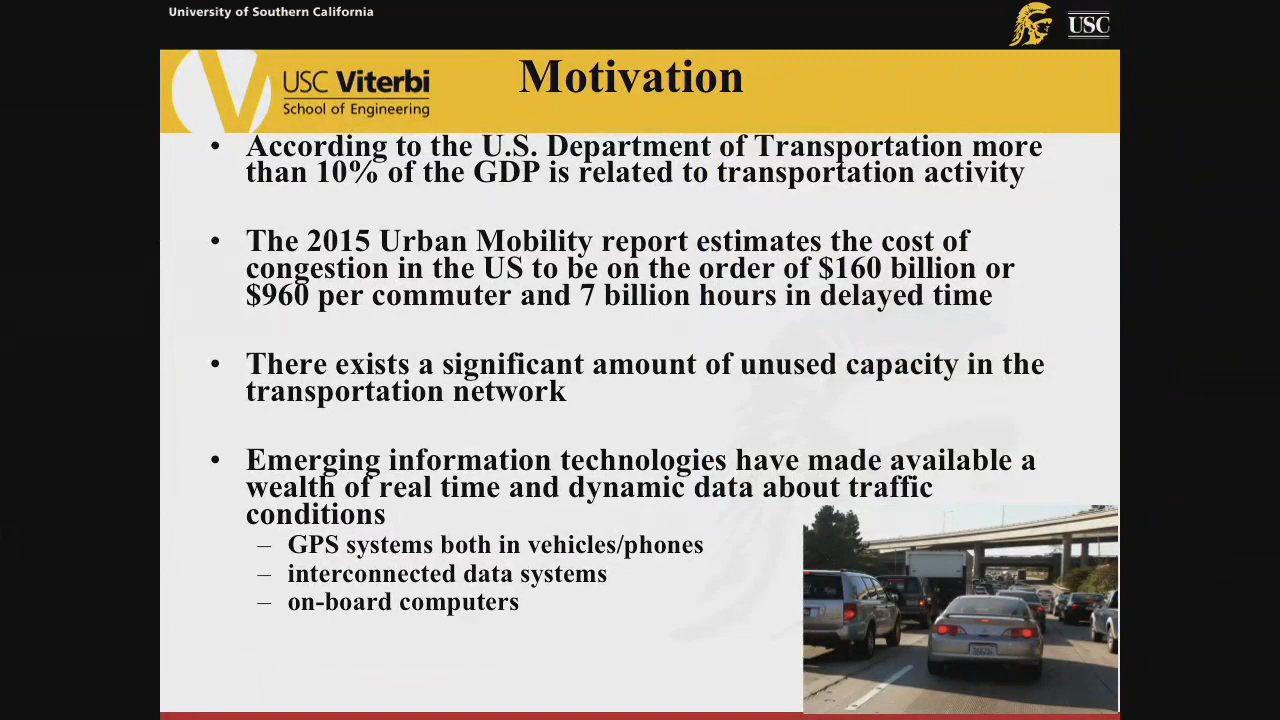 University of Southern California
USC
USC Viterbi
School of Engineering
Motivation
• According to the U.S. Department of Transportation more
than 10% of the GDP is related to transportation activity
• The 2015 Urban Mobility report estimates the cost of
congestion in the US to be on the order of $160 billion or
$960 per commuter and 7 billion hours in delayed time
• There exists a significant amount of unused capacity in the
transportation network
• Emerging information technologies have made available a
wealth of real time and dynamic data about traffic
conditions
– GPS systems both in vehicles/phones
– interconnected data systems
– on-board computers